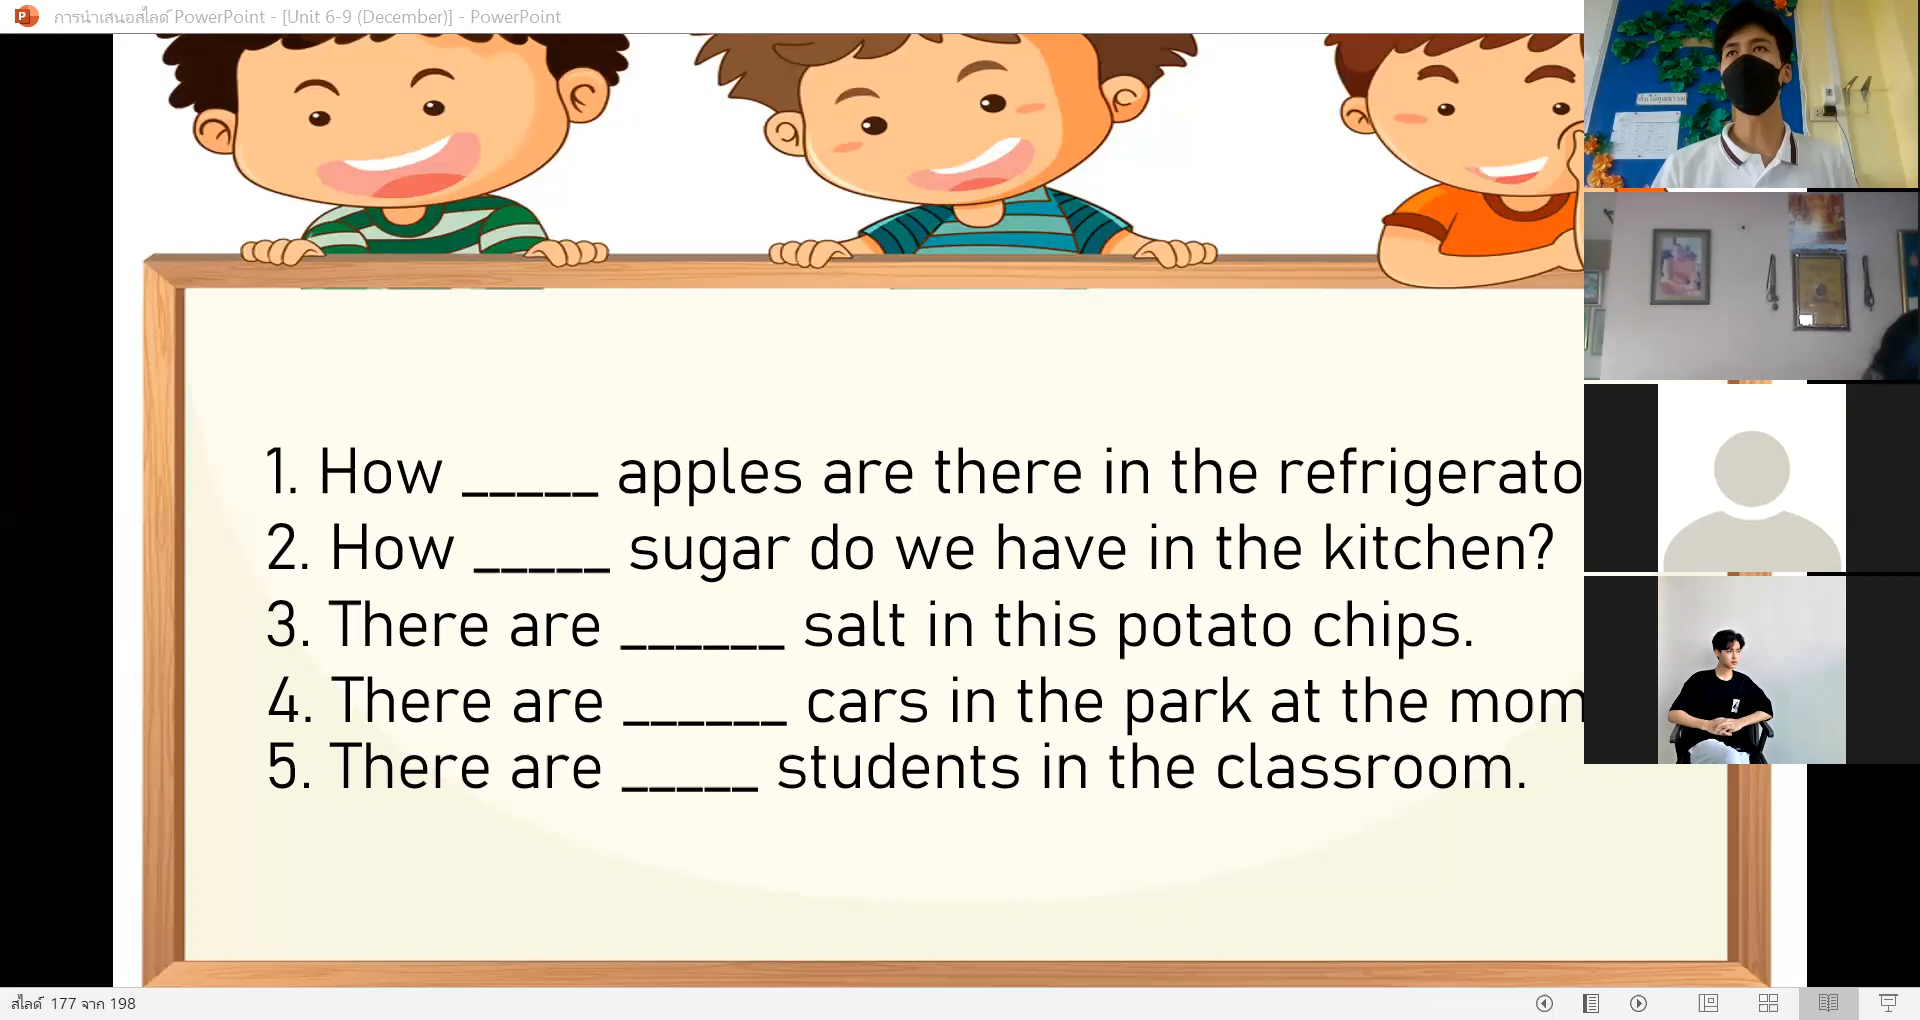 การนำเสนอสไลด์ PowerPoint - [Unit 6-9 (December)] - PowerPoint
1. How _____ apples are there in the refrigerato
2. How _____ sugar do we have in the kitchen?
3. There are ______ salt in this potato chips.
4. There are ______ cars in the park at the mom
5. There are _____ students in the classroom.
สไลด์ 177 จาก 198